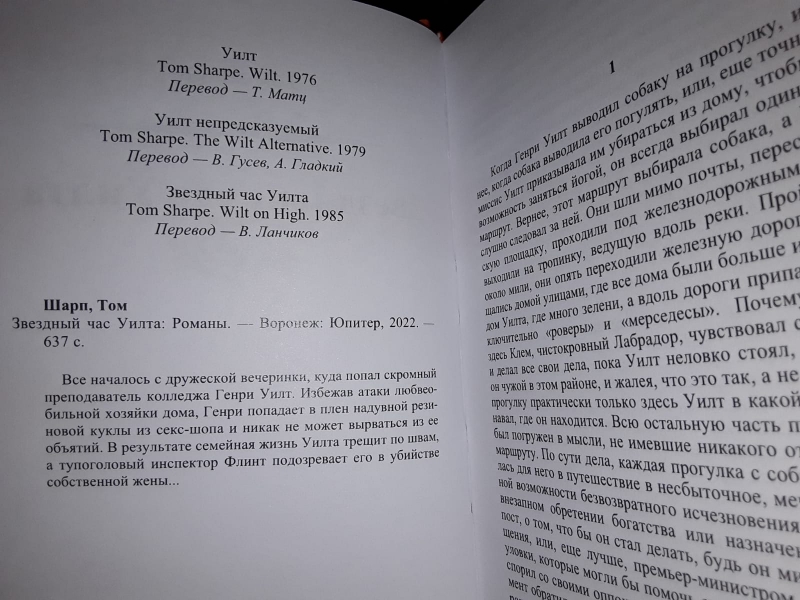 Уилт
Tom Sharpe. Wilt. 1976
Перевод — Т. Матц
Уилт непредсказуемый
Tom Sharpe. The Wilt Alternative. 1979
Перевод — В. Гусев, А. Гладкий
Звездный час Уилта
Tom Sharpe. Wilt on High. 1985
Перевод — В. Ланчиков
Шарп, Том
Звездный час Уилта: Романы. — Воронеж: Юпитер, 2022. —
637 с.
Все началось с дружеской вечеринки, куда попал скромный
преподаватель колледжа Генри Уилт. Избежав атаки любвео-
бильной хозяйки дома, Генри попадает в плен надувной рези-
новой куклы из секс-шопа и никак не может вырваться из ее
объятий. В результате семейная жизнь Уилта трещит по швам,
а тупоголовый инспектор Флинт подозревает его в убийстве
собственной жены...
1
Когда Генри Уилт выводил собаку на прогулку, и
нее, когда собака выводила его погулять, или, еще точн
миссис Уилт приказывала им убираться из дому, чтобы
возможность заняться йогой, он всегда выбирал один
маршрут. Вернее, этот маршрут выбирала собака, а
слушно следовал за ней. Они шли мимо почты, перес
скую площадку, проходили под железнодорожным
выходили на тропинку, ведущую вдоль реки. Прой
около мили, они опять переходили железную дорог
щались домой улицами, где все дома были больше и
дом Уилта, где много зелени, а вдоль дороги припа
ключительно «роверы» и «мерседесы». Почему
здесь Клем, чистокровный Лабрадор, чувствовал с
и делал все свои дела, пока Уилт неловко стоял,
он чужой в этом районе, и жалея, что это так, а не
прогулку практически только здесь Уилт в какой
навал, где он находится. Всю остальную часть п
был погружен в мысли, не имевшие никакого от
маршруту. По сути дела, каждая прогулка с соб
лась для него в путешествие в несбыточное, меч
ной возможности безвозвратного исчезновения
внезапном обретении богатства или назначен
пост, о том, что бы он стал делать, будь он ми
щения, или, еще лучше, премьер-министром
уловки, которые могли бы помочь
спорил со своими оппон
мент обратн